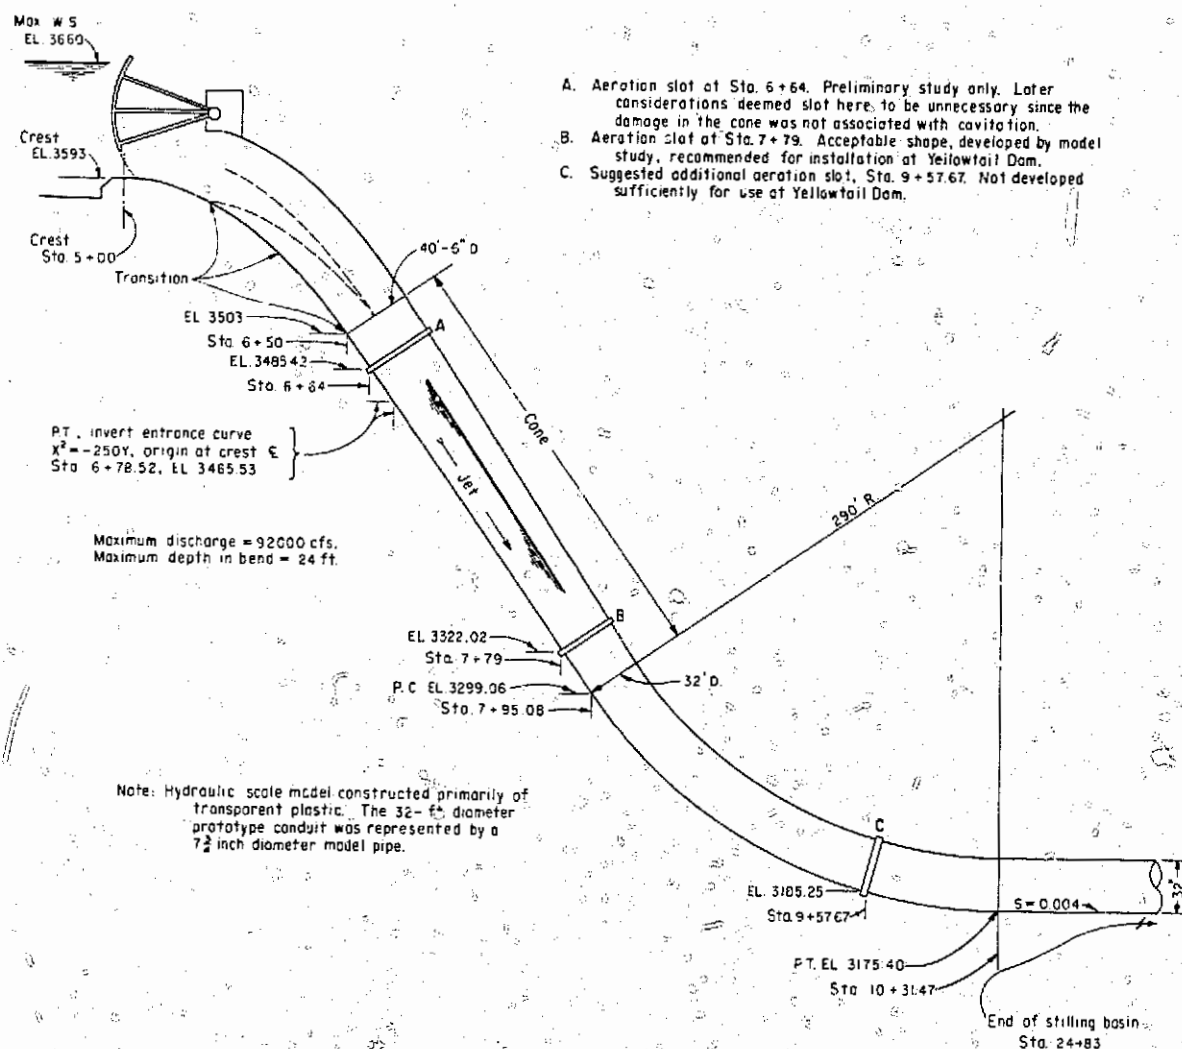 Max W S
EL. 3660
Crest
EL.3593
Crest
Sta. 5+00
Transition
A. Aeration slot at Sta. 6+64. Preliminary study only. Later
considerations deemed slot here to be unnecessary since the
damage in the cone was not associated with cavitation.
B. Aeration slot at Sta. 7+79. Acceptable shape, developed by model
study, recommended for installation at Yellowtail Dam.
C. Suggested additional aeration slot, Sta. 9+57.67. Not developed
sufficiently for use at Yellowtail Dam.
40'-6" D
EL 3503
Sta. 6+50
EL.3485.42
Sta. 6+64
A
Cone
P.T. invert entrance curve
X²=-250Y, origin at crest ℄
Sta 6+78.52, EL 3465.53
Jet
290' R.
Maximum discharge = 92000 cfs.
Maximum depth in bend = 24 ft.
B
EL 3322.02
Sta. 7+79
P.C EL.3299.06
Sta. 7+95.08
32' D.
Note: Hydraulic scale model constructed primarily of
transparent plastic. The 32-ft diameter
prototype conduit was represented by a
inch diameter model pipe.
C
EL. 3185.25
Sta. 9+57.67
S=0.004
32'
P.T. EL 3175.40
Sta 10+31.47
End of stilling basin
Sta. 24+83